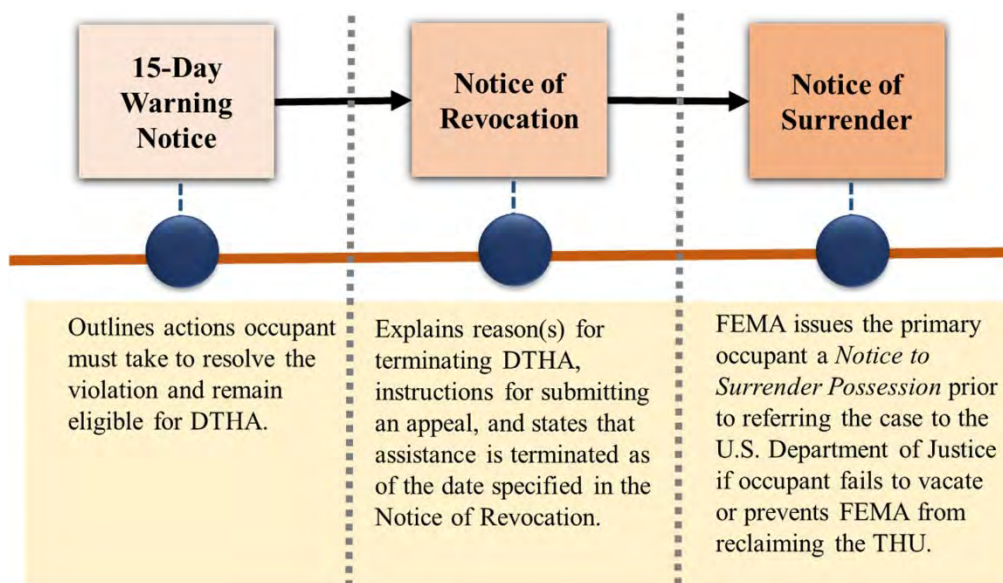 15-Day
Warning
Notice
Notice of
Revocation
Notice of
Surrender
Outlines actions occupant
must take to resolve the
violation and remain
eligible for DTHA.
Explains reason(s) for
terminating DTHA,
instructions for submitting
an appeal, and states that
assistance is terminated as
of the date specified in the
Notice of Revocation.
FEMA issues the primary
occupant a Notice to
Surrender Possession prior
to referring the case to the
U.S. Department of Justice
if occupant fails to vacate
or prevents FEMA from
reclaiming the THU.